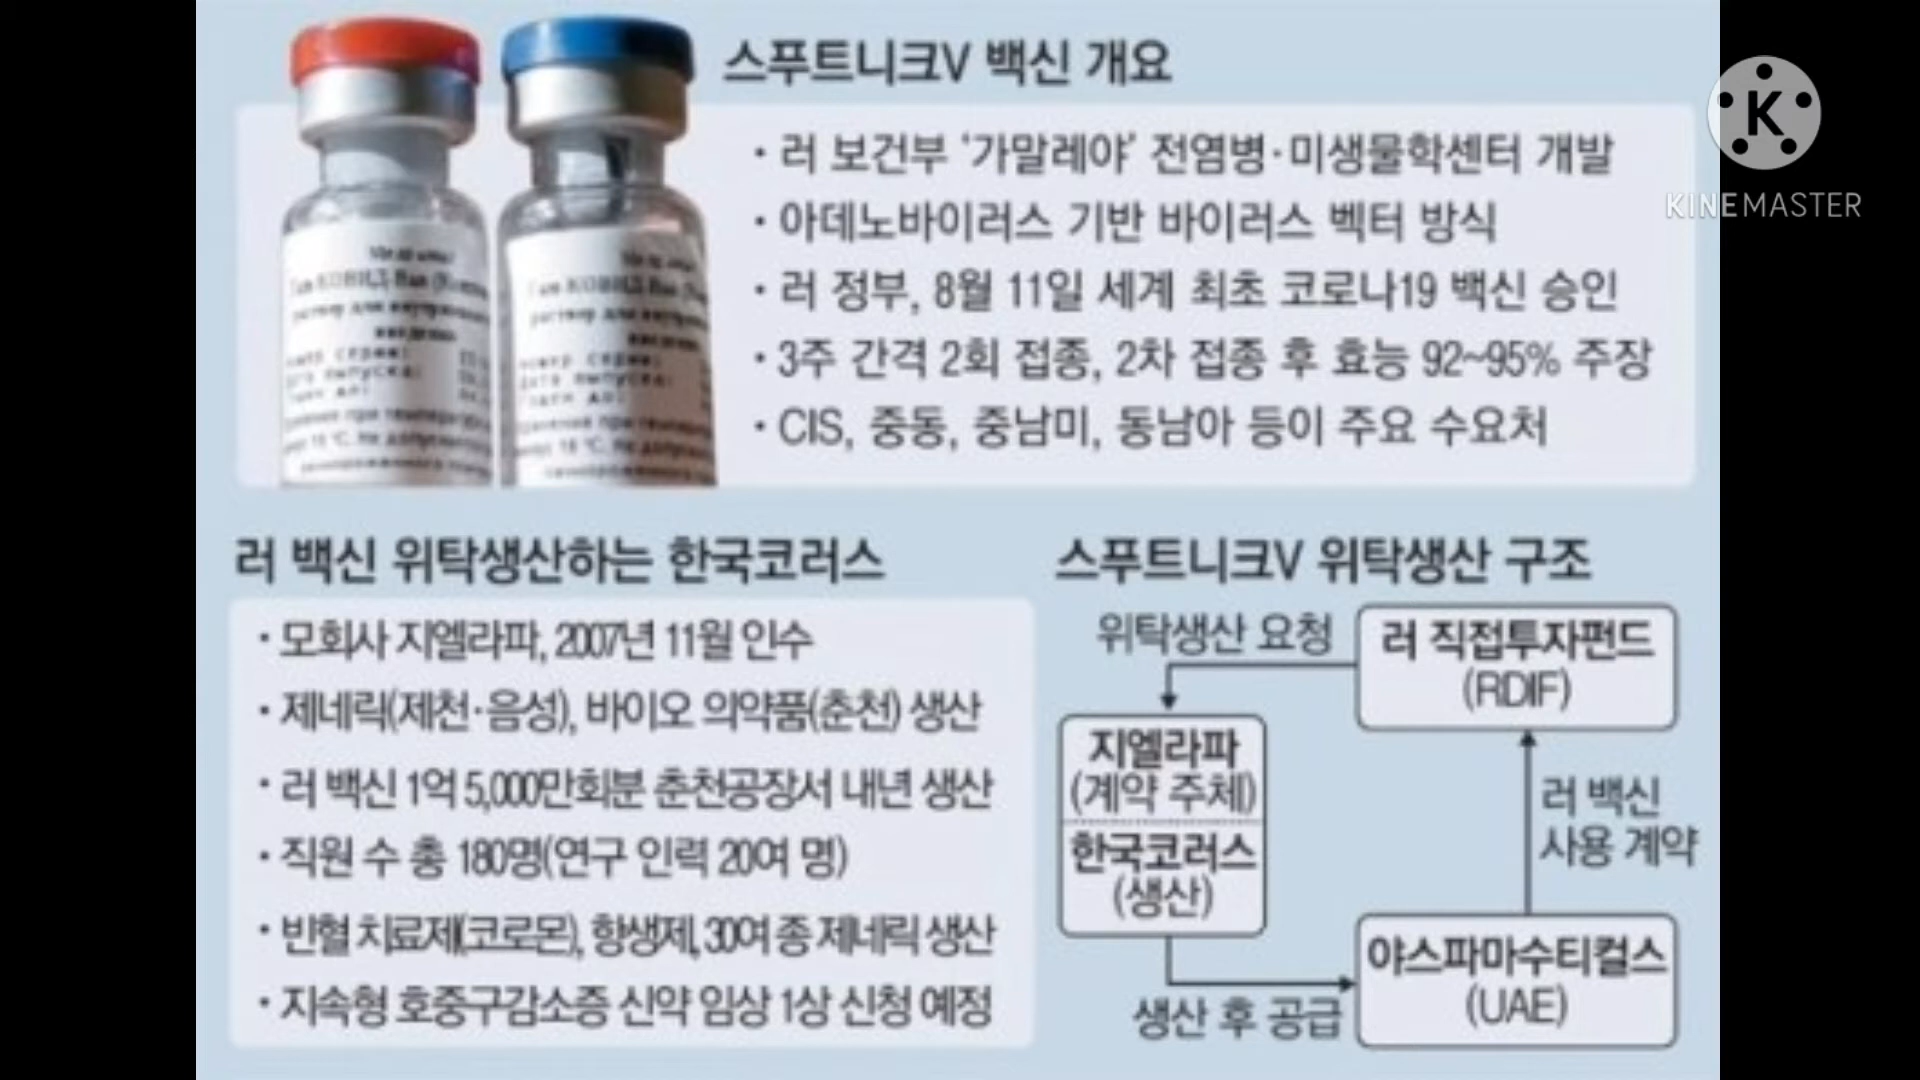 스푸트니크V 백신 개요
· 러 보건부 ‘가말레야’ 전염병·미생물학센터 개발
· 아데노바이러스 기반 바이러스 벡터 방식
· 러 정부, 8월 11일 세계 최초 코로나19 백신 승인
· 3주 간격 2회 접종, 2차 접종 후 효능 92~95% 주장
· CIS, 중동, 중남미, 동남아 등이 주요 수요처
K
KINEMASTER
러 백신 위탁생산하는 한국코러스
· 모회사 지엘라파, 2007년 11월 인수
· 제네릭(제천·음성), 바이오 의약품(춘천) 생산
· 러 백신 1억 5,000만회분 춘천공장서 내년 생산
· 직원 수 총 180명(연구 인력 20여 명)
· 빈혈 치료제(코로몬), 항생제, 30여 종 제네릭 생산
· 지속형 호중구감소증 신약 임상 1상 신청 예정
스푸트니크V 위탁생산 구조
위탁생산 요청
러 직접투자펀드
(RDIF)
지엘라파
(계약 주체)
한국코러스
(생산)
러 백신
사용 계약
야스파마수티컬스
(UAE)
생산 후 공급